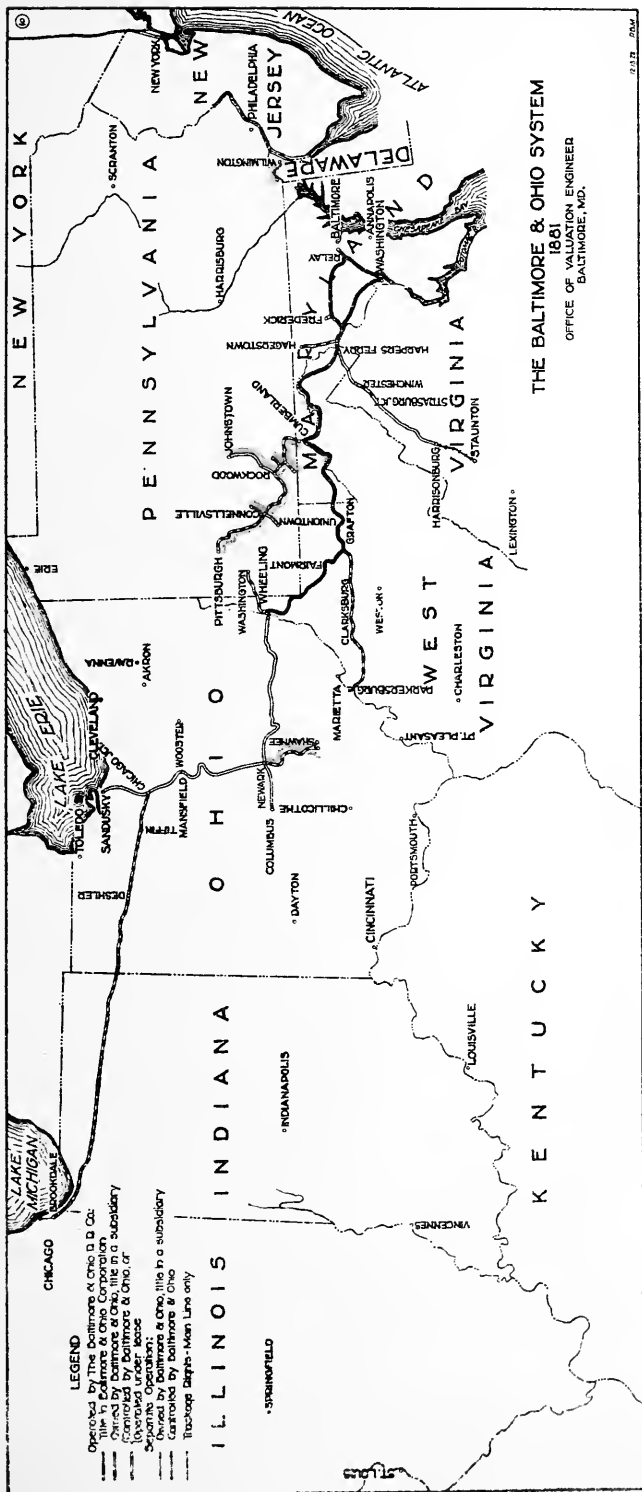 9
NEW YORK
PENNSYLVANIA
NEW
JERSEY
ATLANTIC OCEAN
DELAWARE
MARYLAND
OHIO
WEST
VIRGINIA
VIRGINIA
INDIANA
ILLINOIS
KENTUCKY
LAKE ERIE
LAKE
MICHIGAN
NEW YORK
SCRANTON
PHILADELPHIA
WILMINGTON
HARRISBURG
BALTIMORE
ANNAPOLIS
WASHINGTON
RELAY
FREDERICK
HAGERSTOWN
HARPERS FERRY
WINCHESTER
STRASBURG JCT.
STAUNTON
HARRISONBURG
LEXINGTON
CUMBERLAND
JOHNSTOWN
ROCKWOOD
CONNELLSVILLE
UNIONTOWN
PITTSBURGH
WASHINGTON
WHEELING
FAIRMONT
GRAFTON
CLARKSBURG
WESTON
PARKERSBURG
MARIETTA
CHARLESTON
PT. PLEASANT
ERIE
RAVENNA
AKRON
CLEVELAND
CHICAGO JCT.
WOOSTER
SANDUSKY
TOLEDO
TIFFIN
MANSFIELD
DESHLER
SHAWNEE
NEWARK
COLUMBUS
CHILLICOTHE
DAYTON
CINCINNATI
PORTSMOUTH
LOUISVILLE
INDIANAPOLIS
VINCENNES
SPRINGFIELD
ST. LOUIS
CHICAGO
BROOKDALE
LEGEND
Operated by The Baltimore & Ohio R.R. Co:
Title in Baltimore & Ohio Corporation
Owned by Baltimore & Ohio, title in a subsidiary
Controlled by Baltimore & Ohio, or
Operated under lease
Separate Operation:
Owned by Baltimore & Ohio, title in a subsidiary
Controlled by Baltimore & Ohio
Trackage Rights - Main Line only
THE BALTIMORE & OHIO SYSTEM
1881
OFFICE OF VALUATION ENGINEER
BALTIMORE, MD.